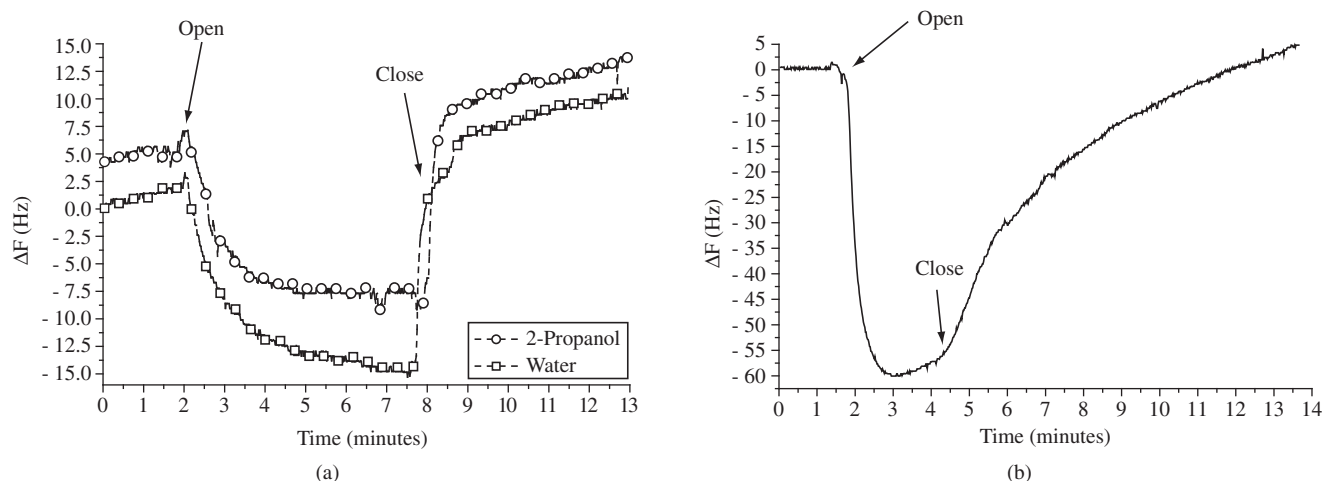 Open
Close
ΔF (Hz)
15.0
12.5
10.0
7.5
5.0
2.5
0.0
- 2.5
- 5.0
- 7.5
- 10.0
- 12.5
- 15.0
2-Propanol
Water
0 1 2 3 4 5 6 7 8 9 10 11 12 13
Time (minutes)
(a)
Open
Close
ΔF (Hz)
5
0
- 5
- 10
- 15
- 20
- 25
- 30
- 35
- 40
- 45
- 50
- 55
- 60
0 1 2 3 4 5 6 7 8 9 10 11 12 13 14
Time (minutes)
(b)